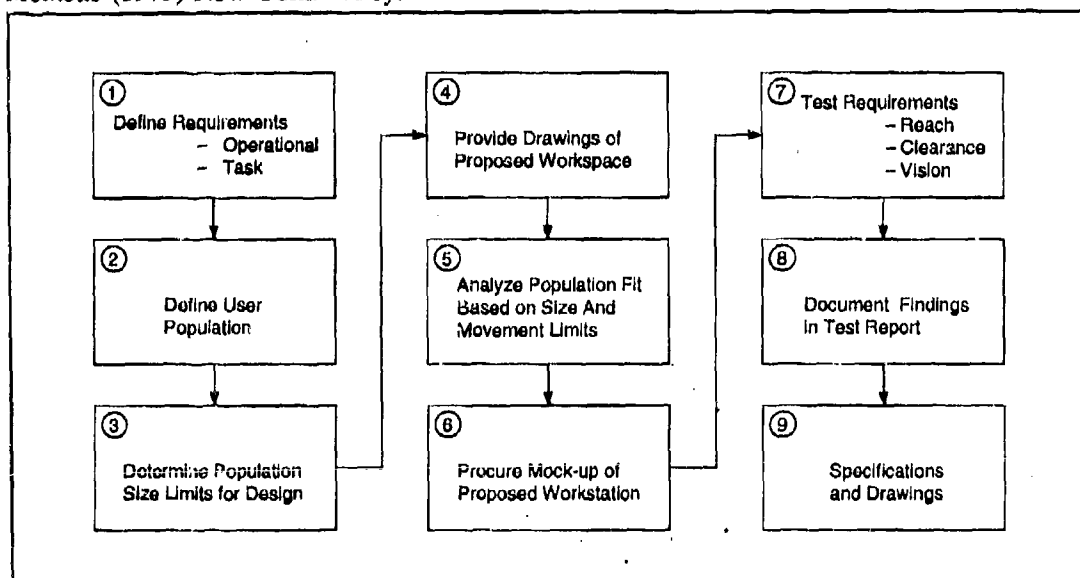 ①
Define Requirements
– Operational
– Task
②
Define User
Population
③
Determine Population
Size Limits for Design
④
Provide Drawings of
Proposed Workspace
⑤
Analyze Population Fit
Based on Size And
Movement Limits
⑥
Procure Mock-up of
Proposed Workstation
⑦
Test Requirements
– Reach
– Clearance
– Vision
⑧
Document Findings
in Test Report
⑨
Specifications
and Drawings